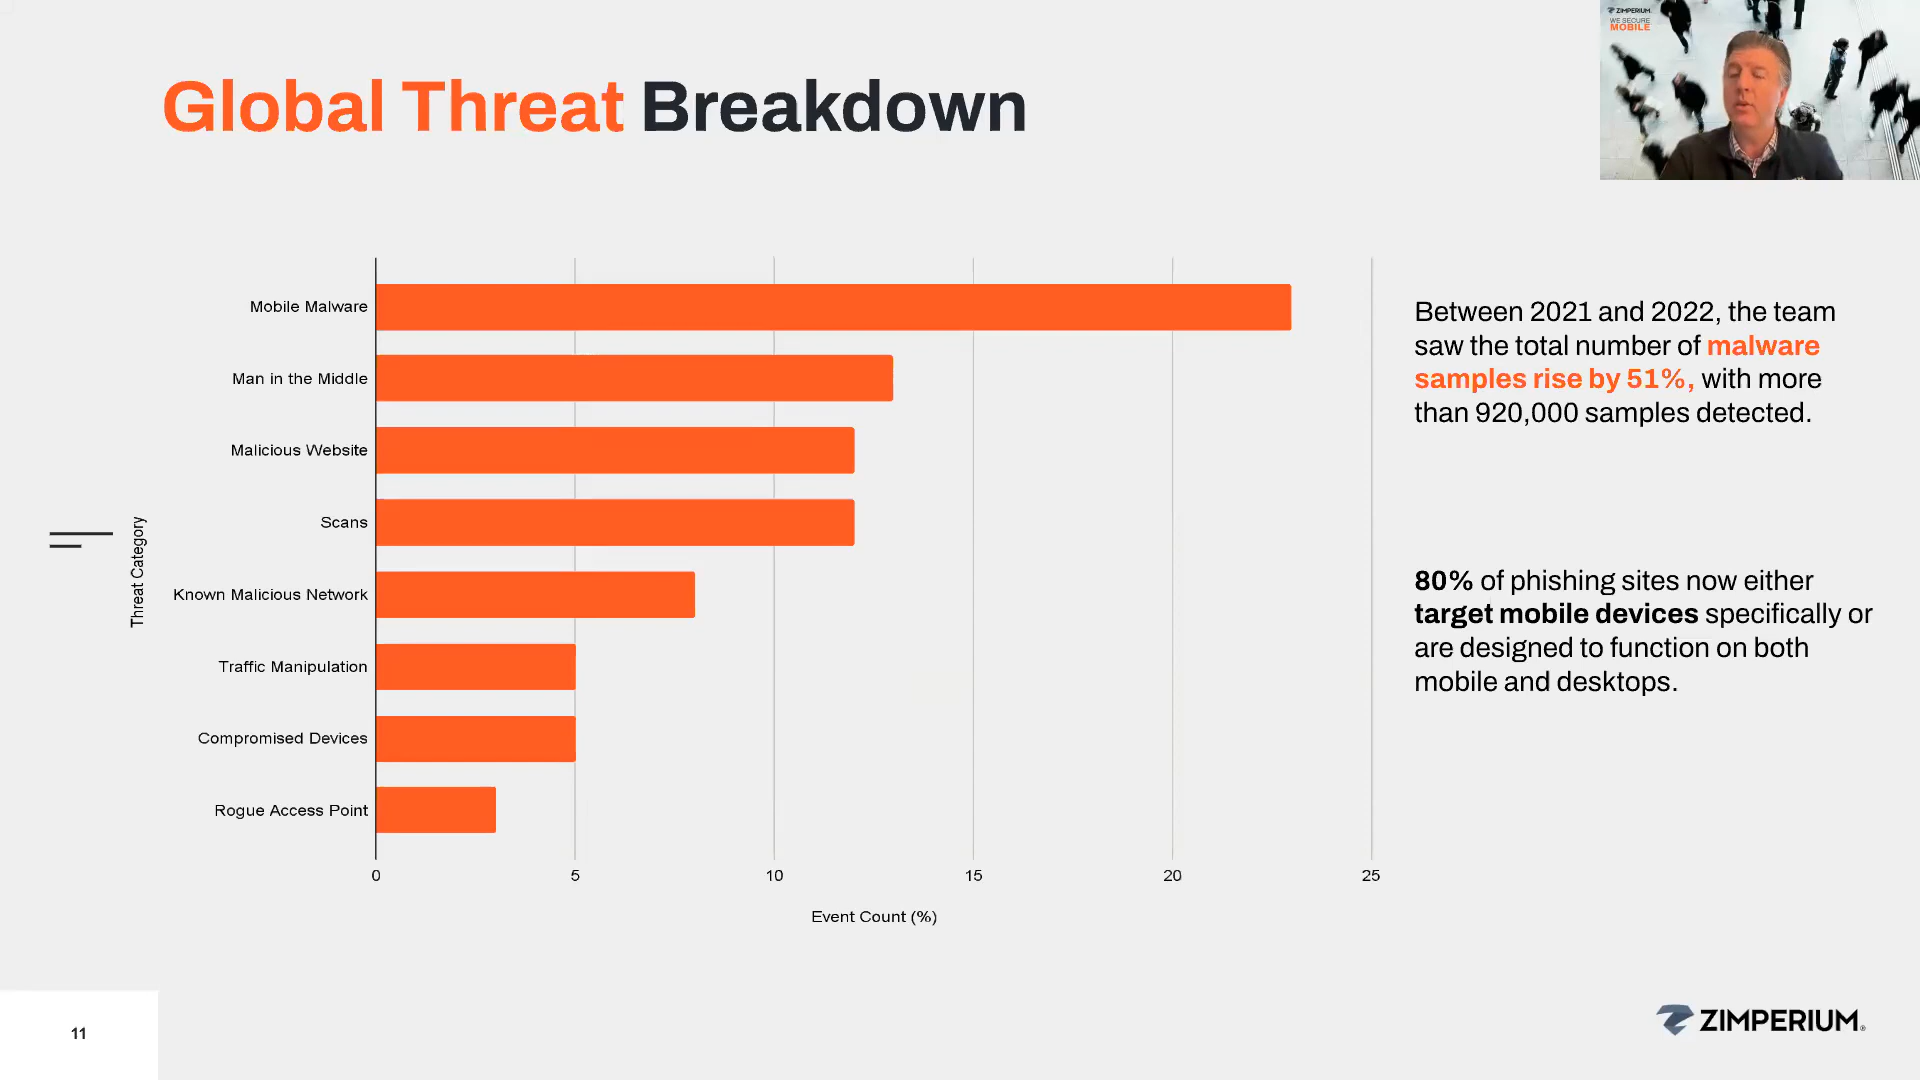 Global Threat Breakdown
ZIMPERIUM
WE SECURE
MOBILE
Mobile Malware
Man in the Middle
Malicious Website
Scans
Known Malicious Network
Traffic Manipulation
Compromised Devices
Rogue Access Point
Threat Category
0 5 10 15 20 25
Event Count (%)
Between 2021 and 2022, the team
saw the total number of malware
samples rise by 51%, with more
than 920,000 samples detected.
80% of phishing sites now either
target mobile devices specifically or
are designed to function on both
mobile and desktops.
11
ZIMPERIUM®